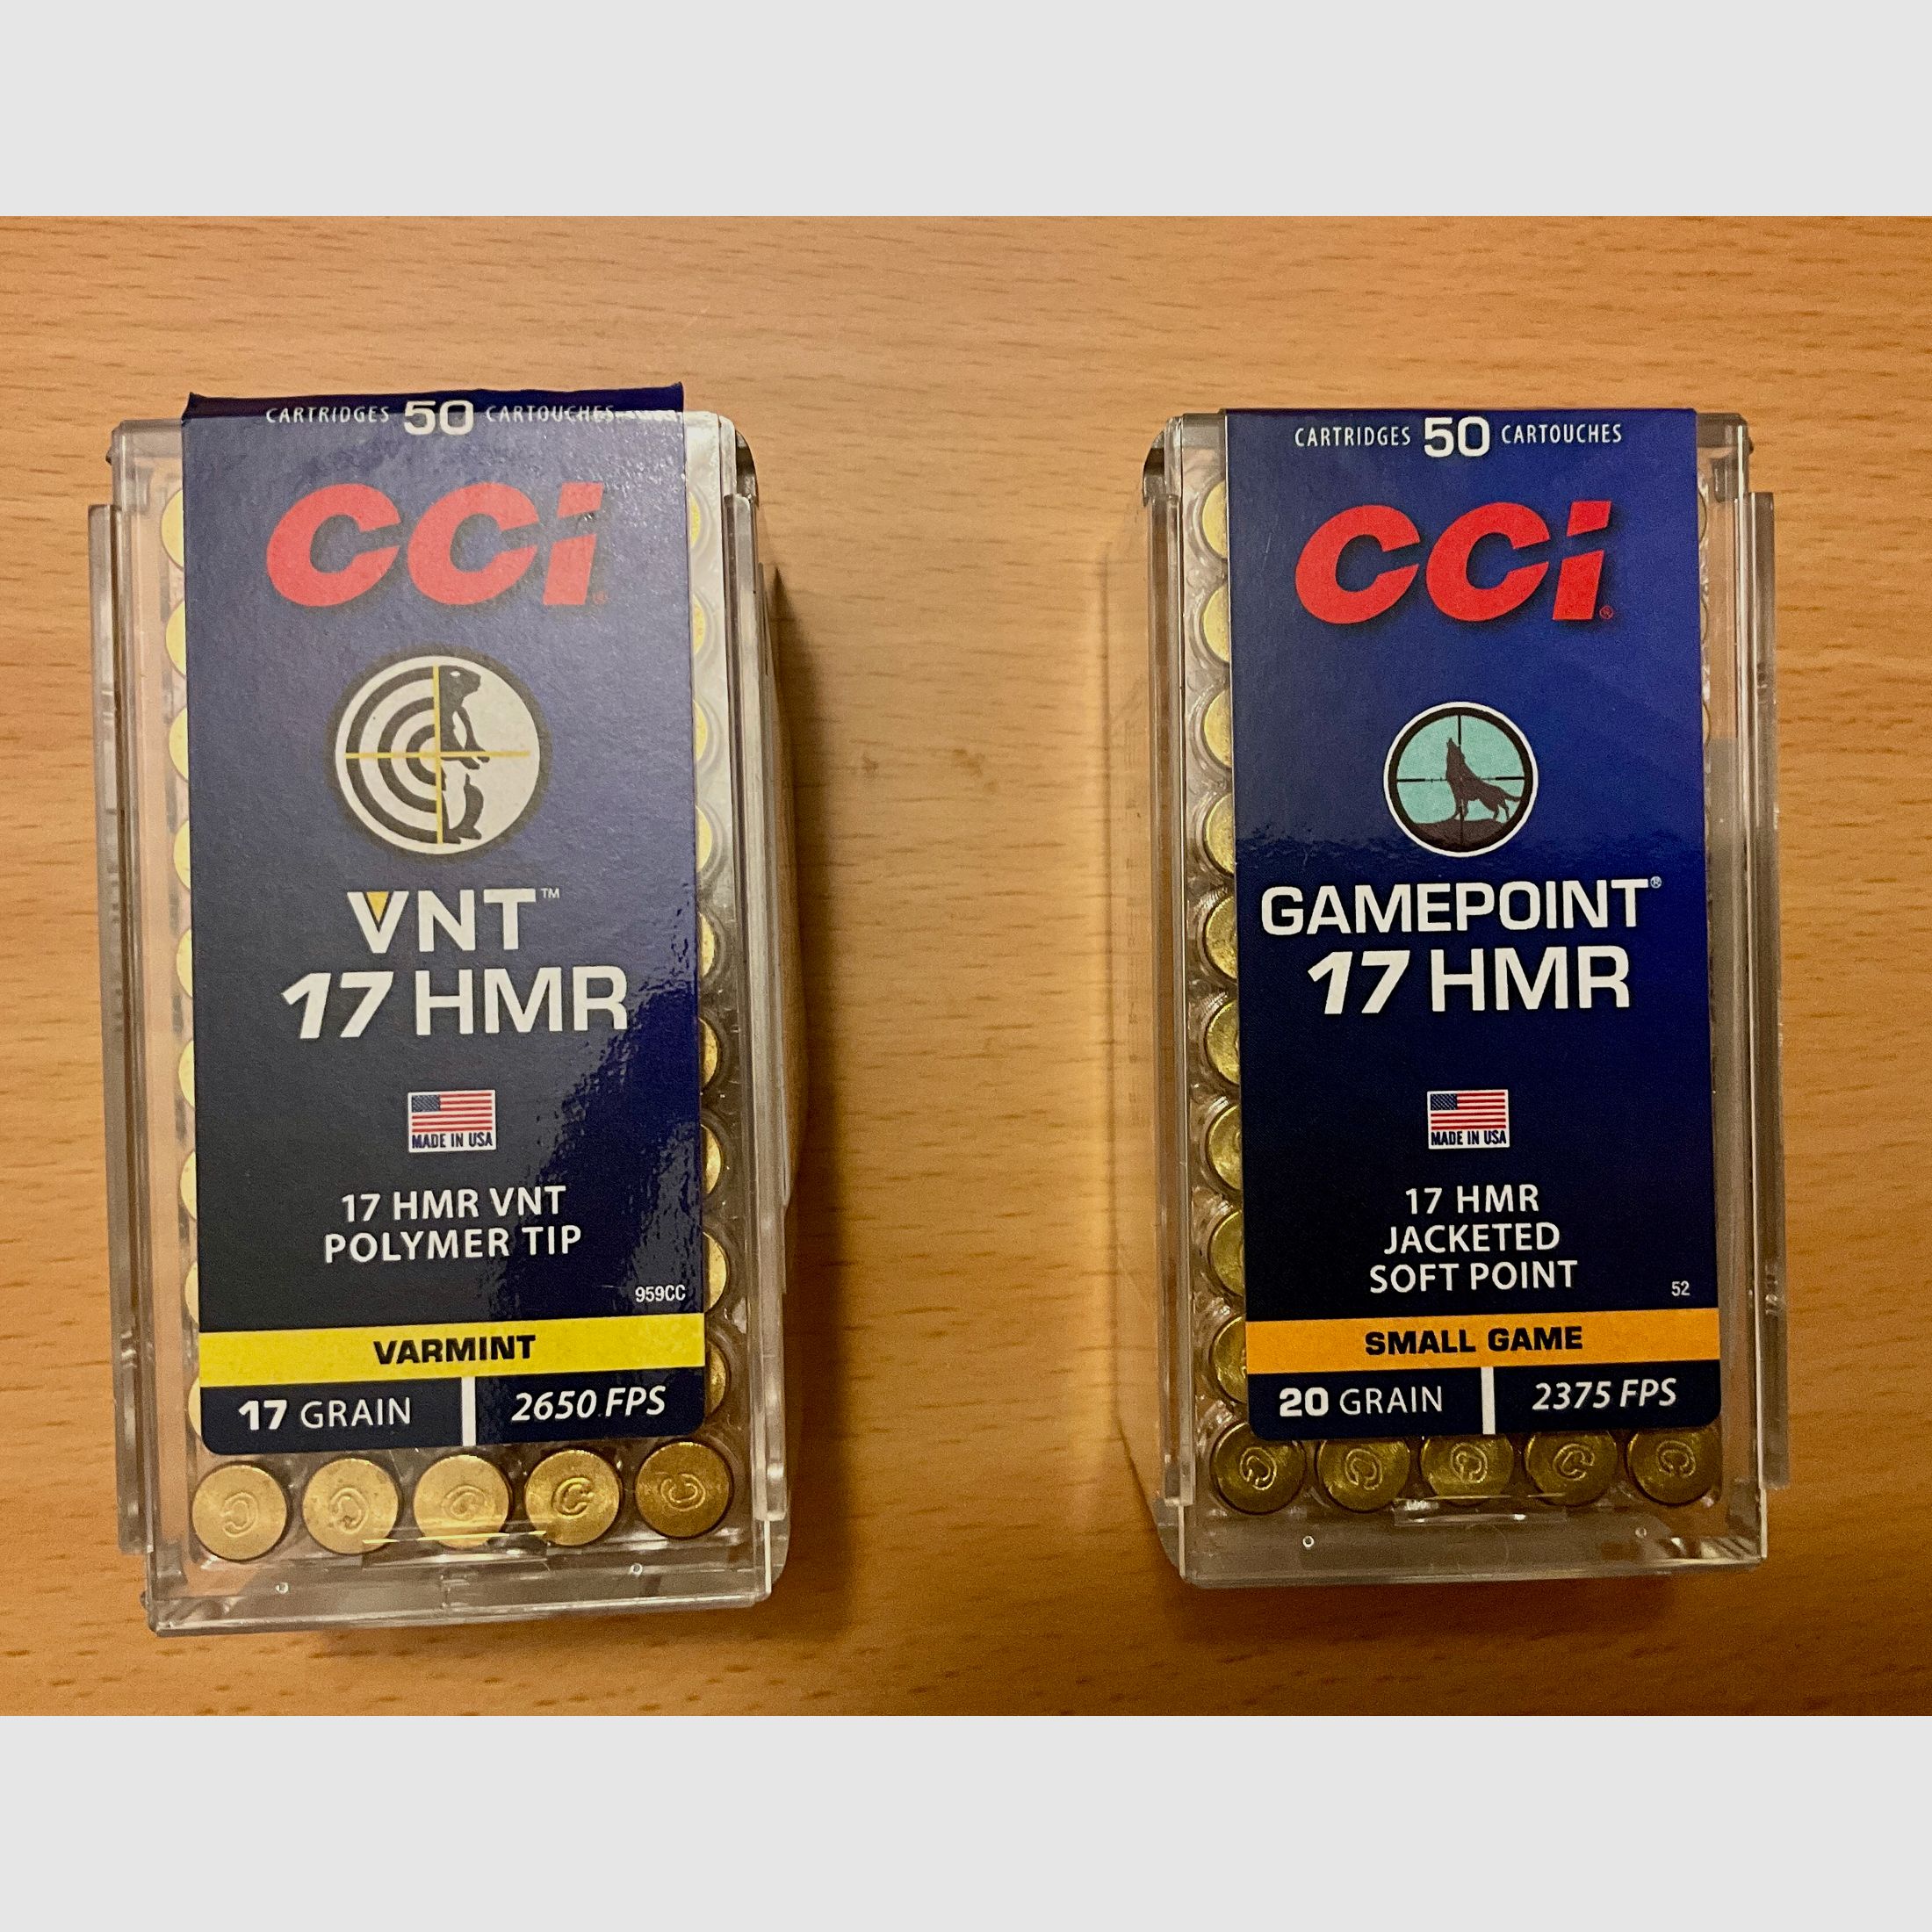 CARTRIDGES 50 CARTOUCHES
CCI®
VNT™
17 HMR
MADE IN USA
17 HMR VNT
POLYMER TIP
959CC
VARMINT
17 GRAIN
2650 FPS
C C C C C
CARTRIDGES 50 CARTOUCHES
CCI®
GAMEPOINT®
17 HMR
MADE IN USA
17 HMR
JACKETED
SOFT POINT
52
SMALL GAME
20 GRAIN
2375 FPS
C C C C C